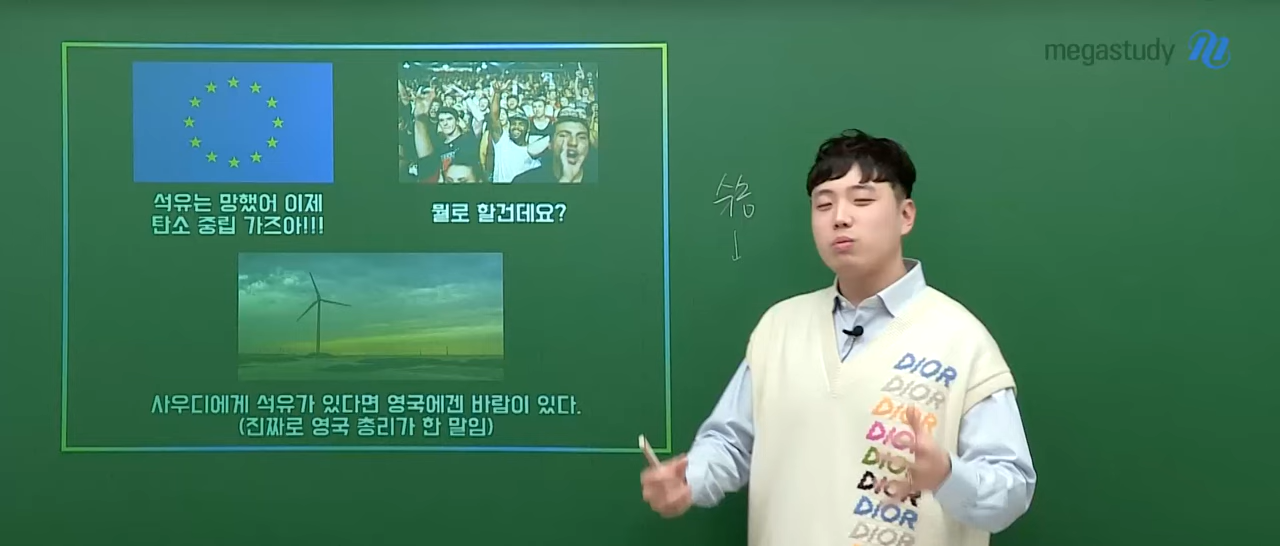 megastudy
석유는 망했어 이제
탄소 중립 가즈아!!!
뭘로 할건데요?
사우디에게 석유가 있다면 영국에겐 바람이 있다.
(진짜로 영국 총리가 한 말임)
수능
DIOR
DIOR
DIOR
DIOR
DIOR
DIOR
DIOR
DIOR